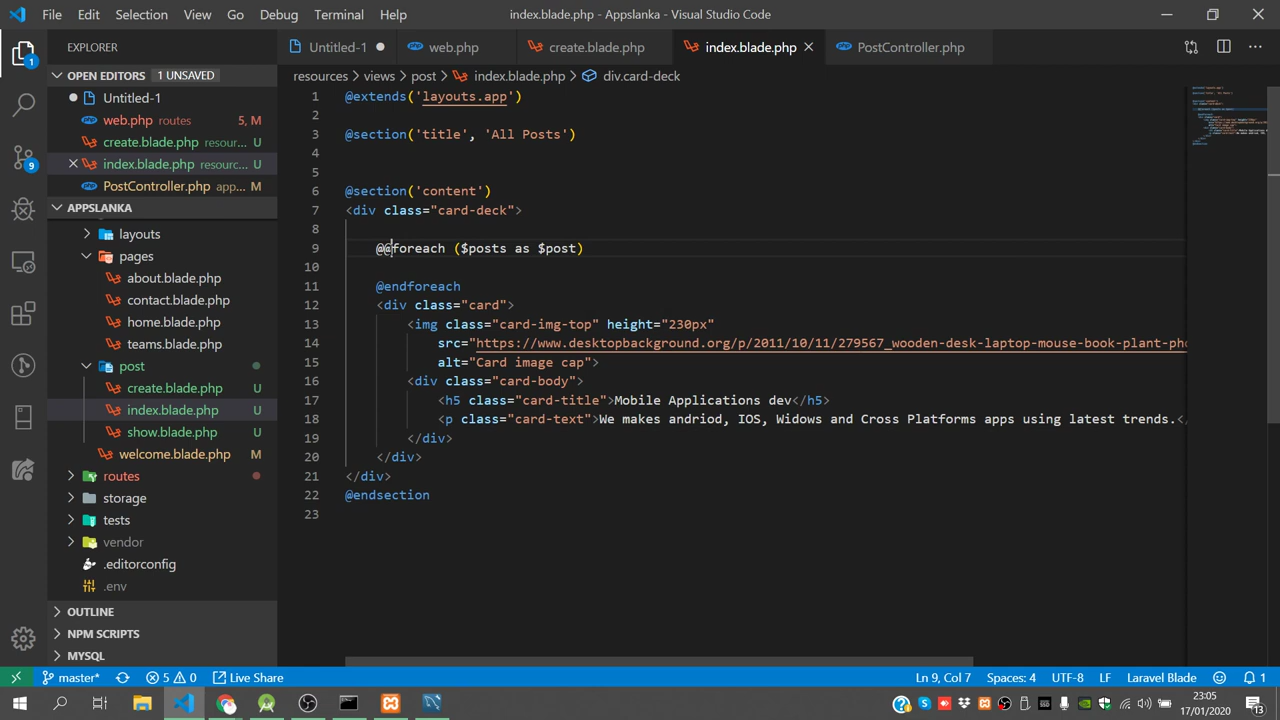 File Edit Selection View Go Debug Terminal Help index.blade.php - Appslanka - Visual Studio Code
EXPLORER
Untitled-1 web.php create.blade.php index.blade.php PostController.php
OPEN EDITORS 1 UNSAVED
Untitled-1
web.php routes 5, M
create.blade.php resour... U
index.blade.php resourc... U
PostController.php app... M
APPSLANKA
layouts
pages
about.blade.php
contact.blade.php
home.blade.php
teams.blade.php
post
create.blade.php U
index.blade.php U
show.blade.php U
welcome.blade.php M
routes
storage
tests
vendor
.editorconfig
.env
OUTLINE
NPM SCRIPTS
MYSQL
1
9
resources > views > post > index.blade.php > div.card-deck
1 @extends('layouts.app')
2
3 @section('title', 'All Posts')
4
5
6 @section('content')
7 <div class="card-deck">
8
9 @@foreach ($posts as $post)
10
11 @endforeach
12 <div class="card">
13 <img class="card-img-top" height="230px"
14 src="https://www.desktopbackground.org/p/2011/10/11/279567_wooden-desk-laptop-mouse-book-plant-pho
15 alt="Card image cap">
16 <div class="card-body">
17 <h5 class="card-title">Mobile Applications dev</h5>
18 <p class="card-text">We makes andriod, IOS, Widows and Cross Platforms apps using latest trends.</
19 </div>
20 </div>
21 </div>
22 @endsection
23
master* 5 0 Live Share Ln 9, Col 7 Spaces: 4 UTF-8 LF Laravel Blade 1
23:05
17/01/2020
13